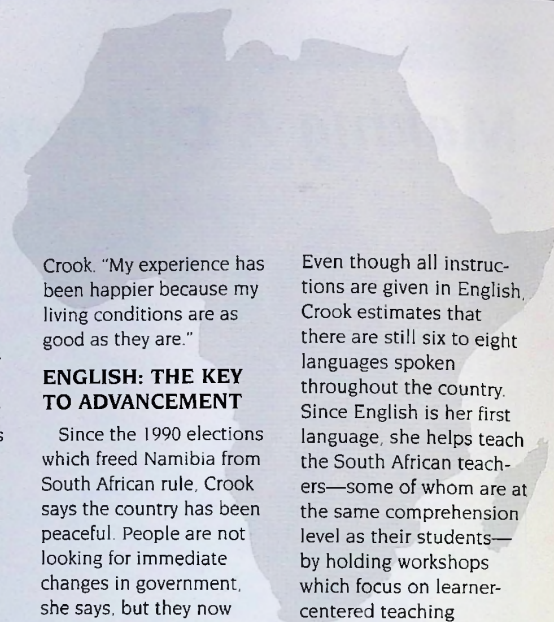 Crook. "My experience has
been happier because my
living conditions are as
good as they are."
ENGLISH: THE KEY
TO ADVANCEMENT
Since the 1990 elections
which freed Namibia from
South African rule, Crook
says the country has been
peaceful. People are not
looking for immediate
changes in government,
she says, but they now
Even though all instruc-
tions are given in English,
Crook estimates that
there are still six to eight
languages spoken
throughout the country.
Since English is her first
language, she helps teach
the South African teach-
ers—some of whom are at
the same comprehension
level as their students—
by holding workshops
which focus on learner-
centered teaching